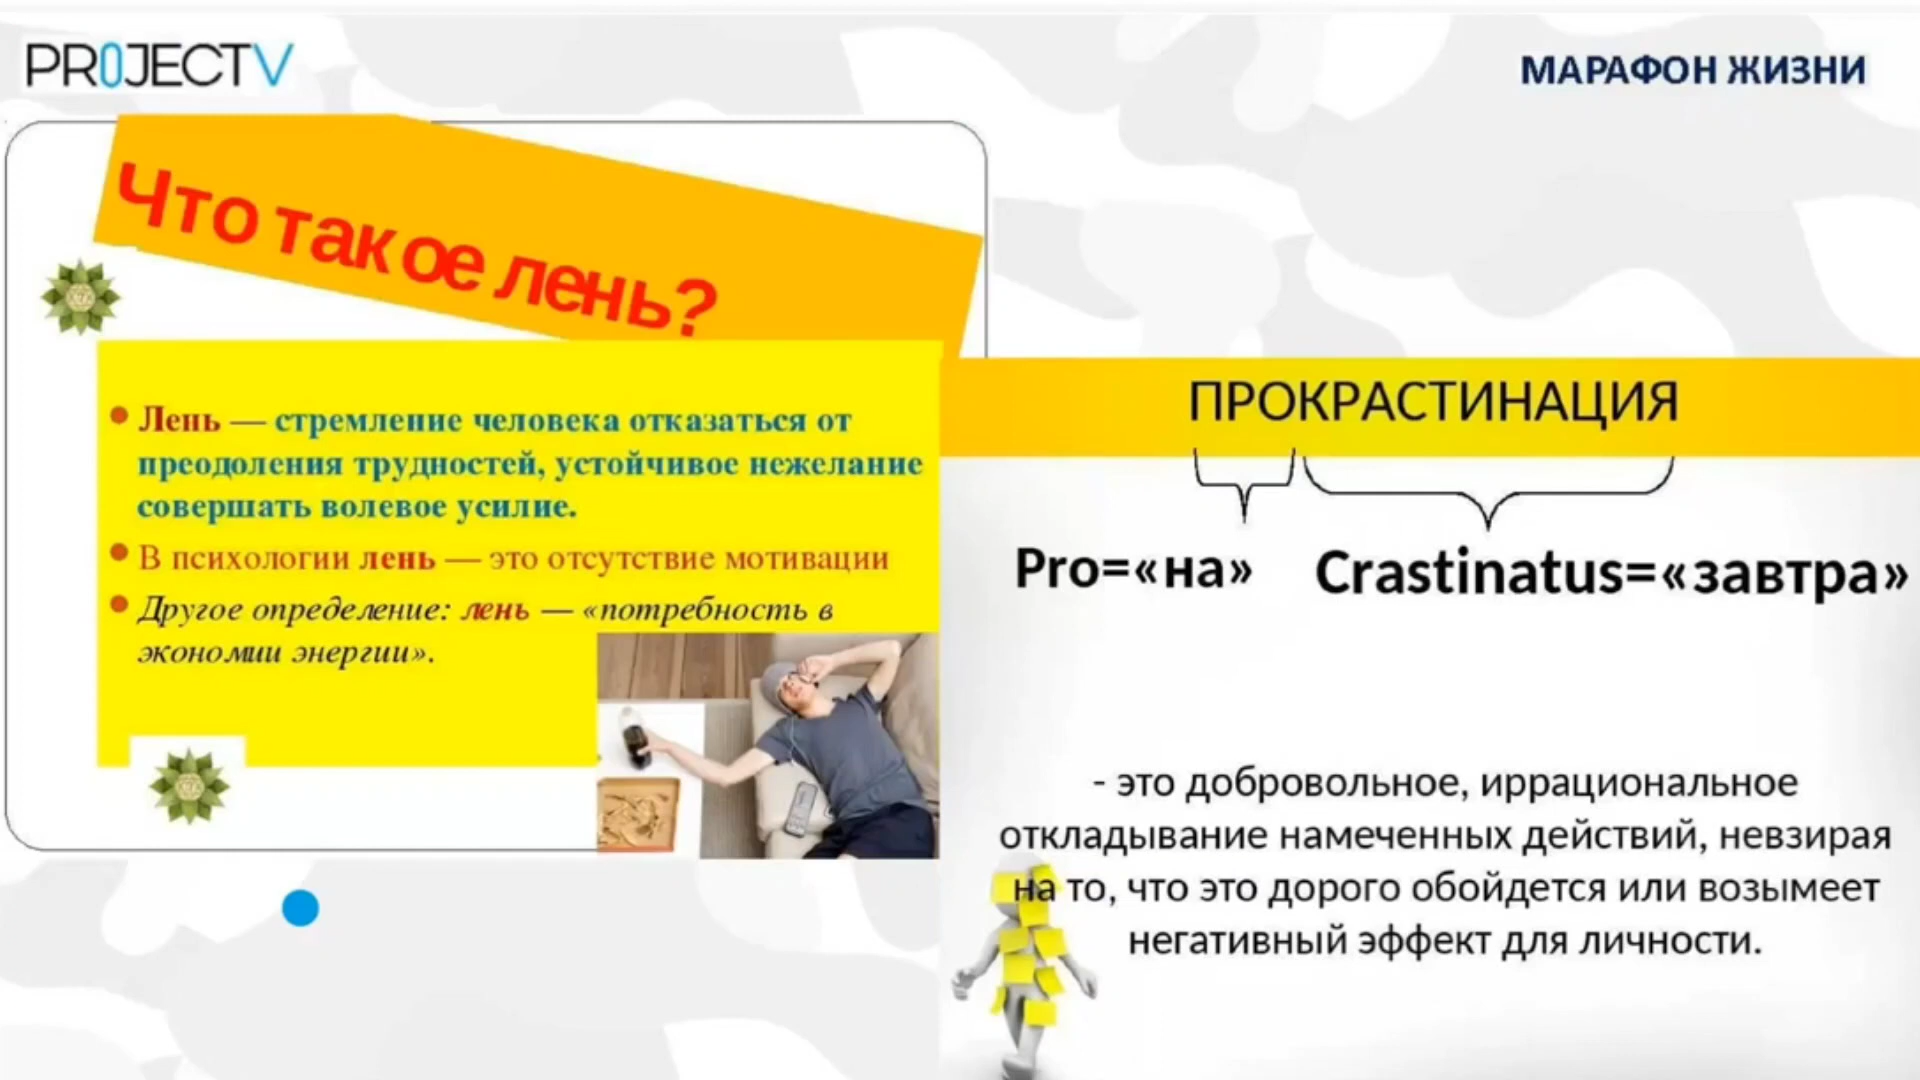 PROJECTV
МАРАФОН ЖИЗНИ
Что такое лень?
Лень — стремление человека отказаться от
преодоления трудностей, устойчивое нежелание
совершать волевое усилие.
В психологии лень — это отсутствие мотивации
Другое определение: лень — «потребность в
экономии энергии».
ПРОКРАСТИНАЦИЯ
Pro=«на» Crastinatus=«завтра»
- это добровольное, иррациональное
откладывание намеченных действий, невзирая
на то, что это дорого обойдется или возымеет
негативный эффект для личности.